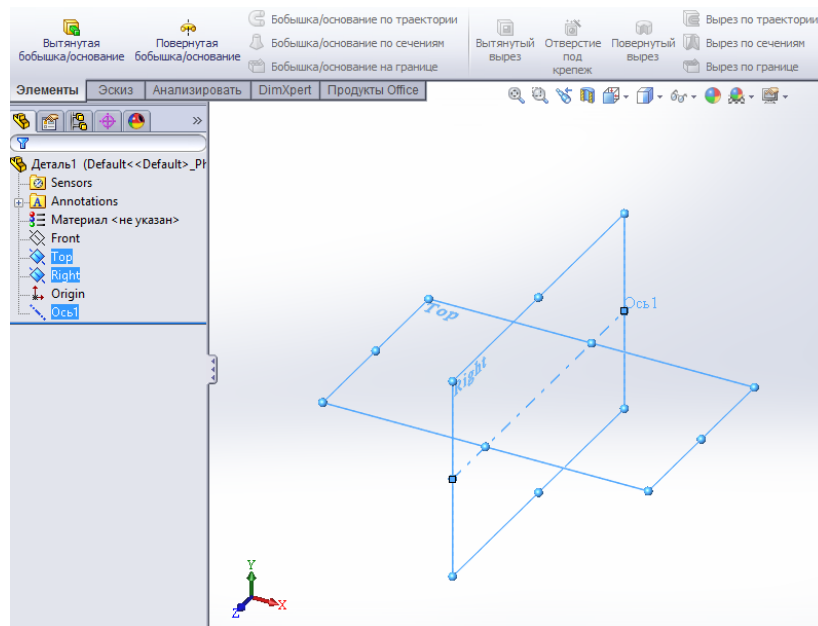 Вытянутая
бобышка/основание
Повернутая
бобышка/основание
Бобышка/основание по траектории
Бобышка/основание по сечениям
Бобышка/основание на границе
Вытянутый
вырез
Отверстие
под
крепеж
Повернутый
вырез
Вырез по траектории
Вырез по сечениям
Вырез по границе
Элементы
Эскиз
Анализировать
DimXpert
Продукты Office
»
Деталь1 (Default<<Default>_Ph
Sensors
Annotations
Материал <не указан>
Front
Top
Right
Origin
Ось1
Top
Right
Ось1
Y
X
Z